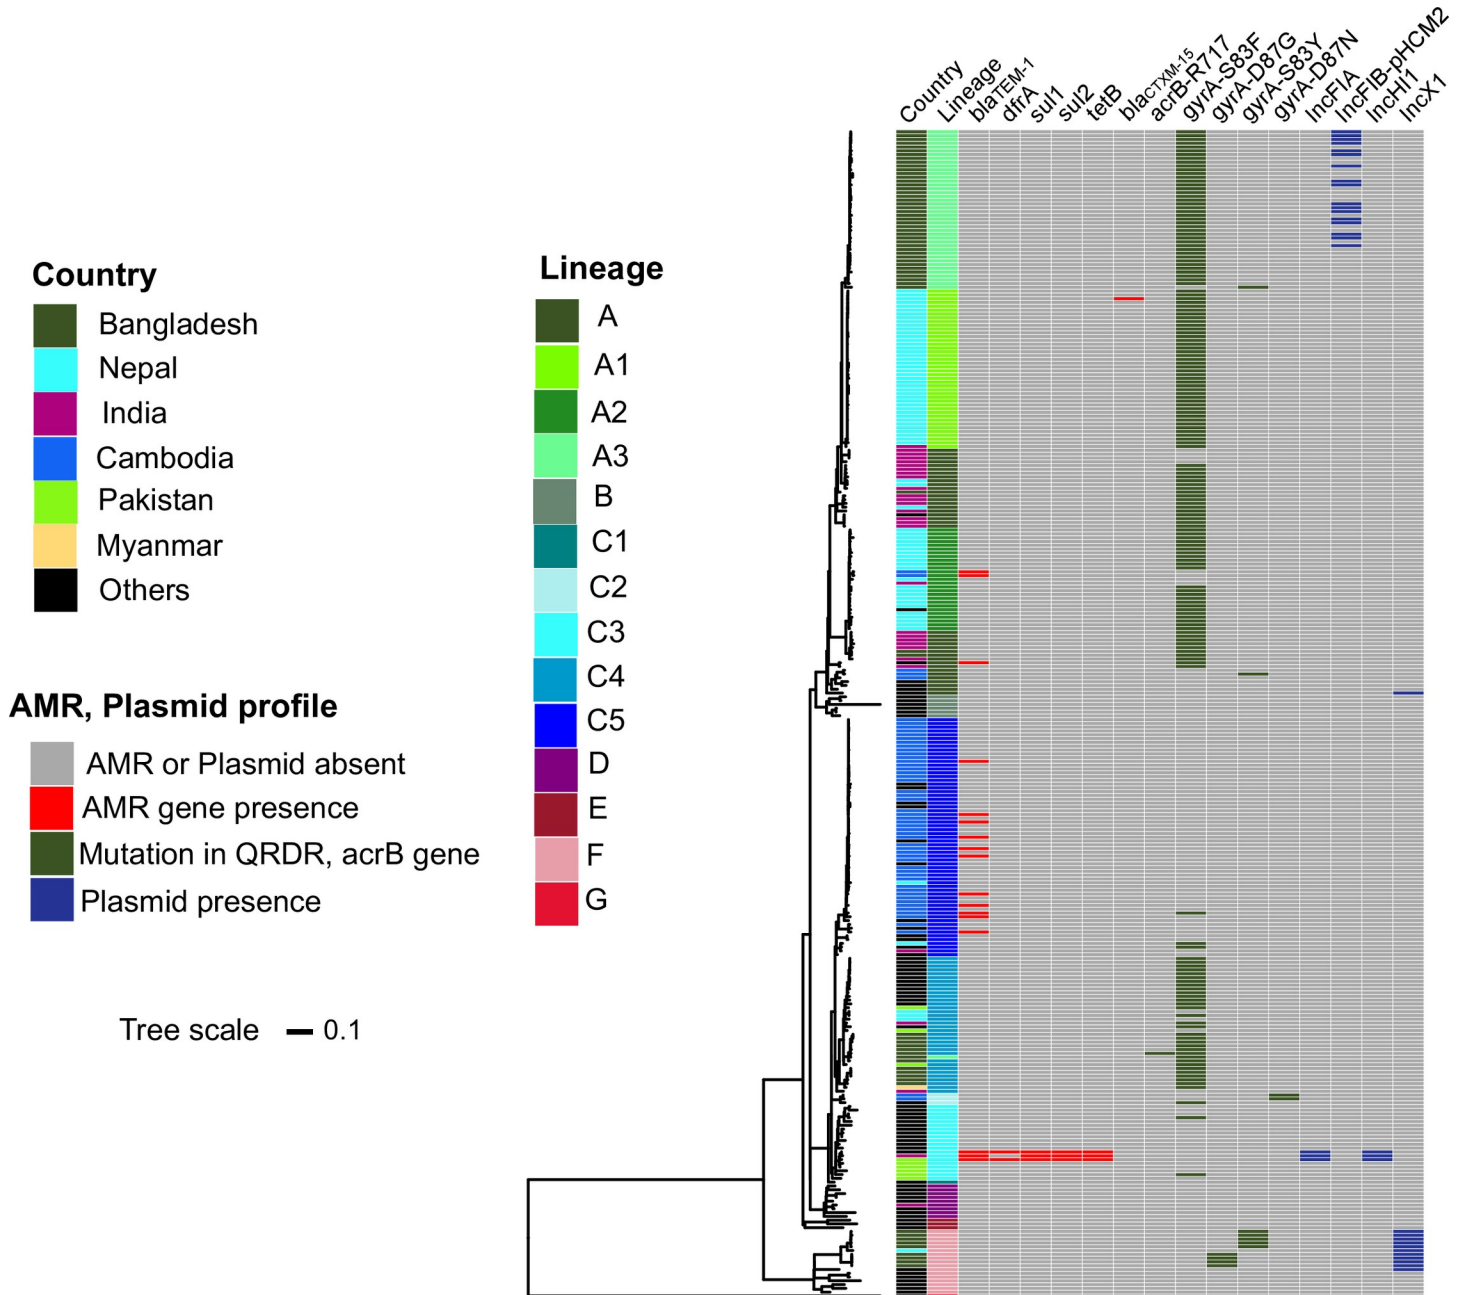 Country
Lineage
blaTEM-1
dfrA
sul1
sul2
tetB
blaCTXM-15
acrB-R717
gyrA-S83F
gyrA-D87G
gyrA-S83Y
gyrA-D87N
IncFIA
IncFIB-pHCM2
IncHI1
IncX1
Country
Bangladesh
Nepal
India
Cambodia
Pakistan
Myanmar
Others
Lineage
A
A1
A2
A3
B
C1
C2
C3
C4
C5
D
E
F
G
AMR, Plasmid profile
AMR or Plasmid absent
AMR gene presence
Mutation in QRDR, acrB gene
Plasmid presence
Tree scale 0.1